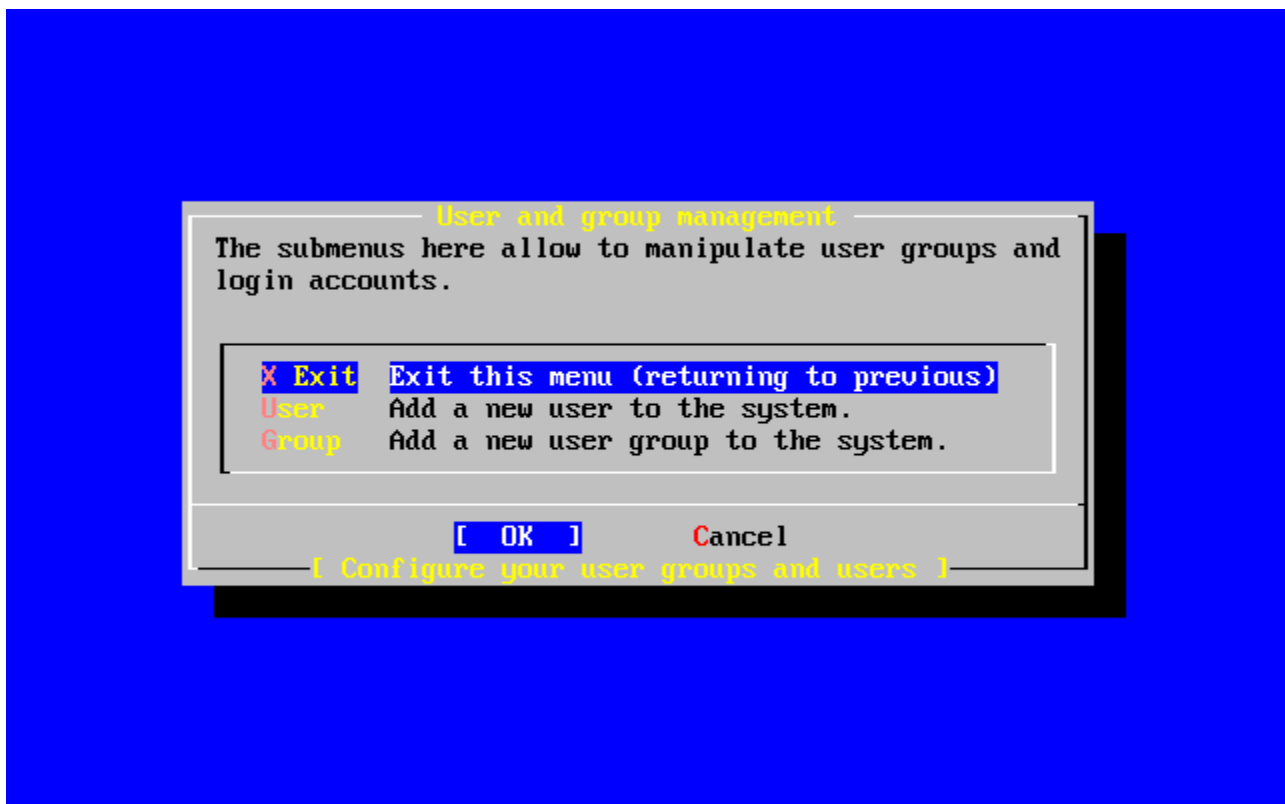 User and group management
The submenus here allow to manipulate user groups and
login accounts.
X Exit Exit this menu (returning to previous)
User Add a new user to the system.
Group Add a new user group to the system.
[ OK ] Cancel
[ Configure your user groups and users ]